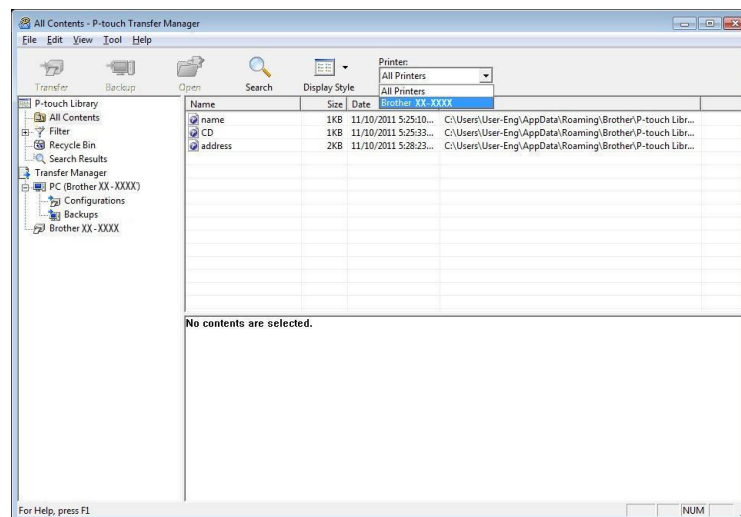 All Contents - P-touch Transfer Manager
File Edit View Tool Help
Transfer Backup Open Search Display Style
Printer:
All Printers
All Printers
Brother XX-XXXX
P-touch Library
All Contents
Filter
Recycle Bin
Search Results
Transfer Manager
PC (Brother XX-XXXX)
Configurations
Backups
Brother XX-XXXX
Name Size Date
name 1KB 11/10/2011 5:25:10... C:\Users\User-Eng\AppData\Roaming\Brother\P-touch Libr...
CD 1KB 11/10/2011 5:25:33... C:\Users\User-Eng\AppData\Roaming\Brother\P-touch Libr...
address 2KB 11/10/2011 5:28:23... C:\Users\User-Eng\AppData\Roaming\Brother\P-touch Libr...
No contents are selected.
For Help, press F1
NUM